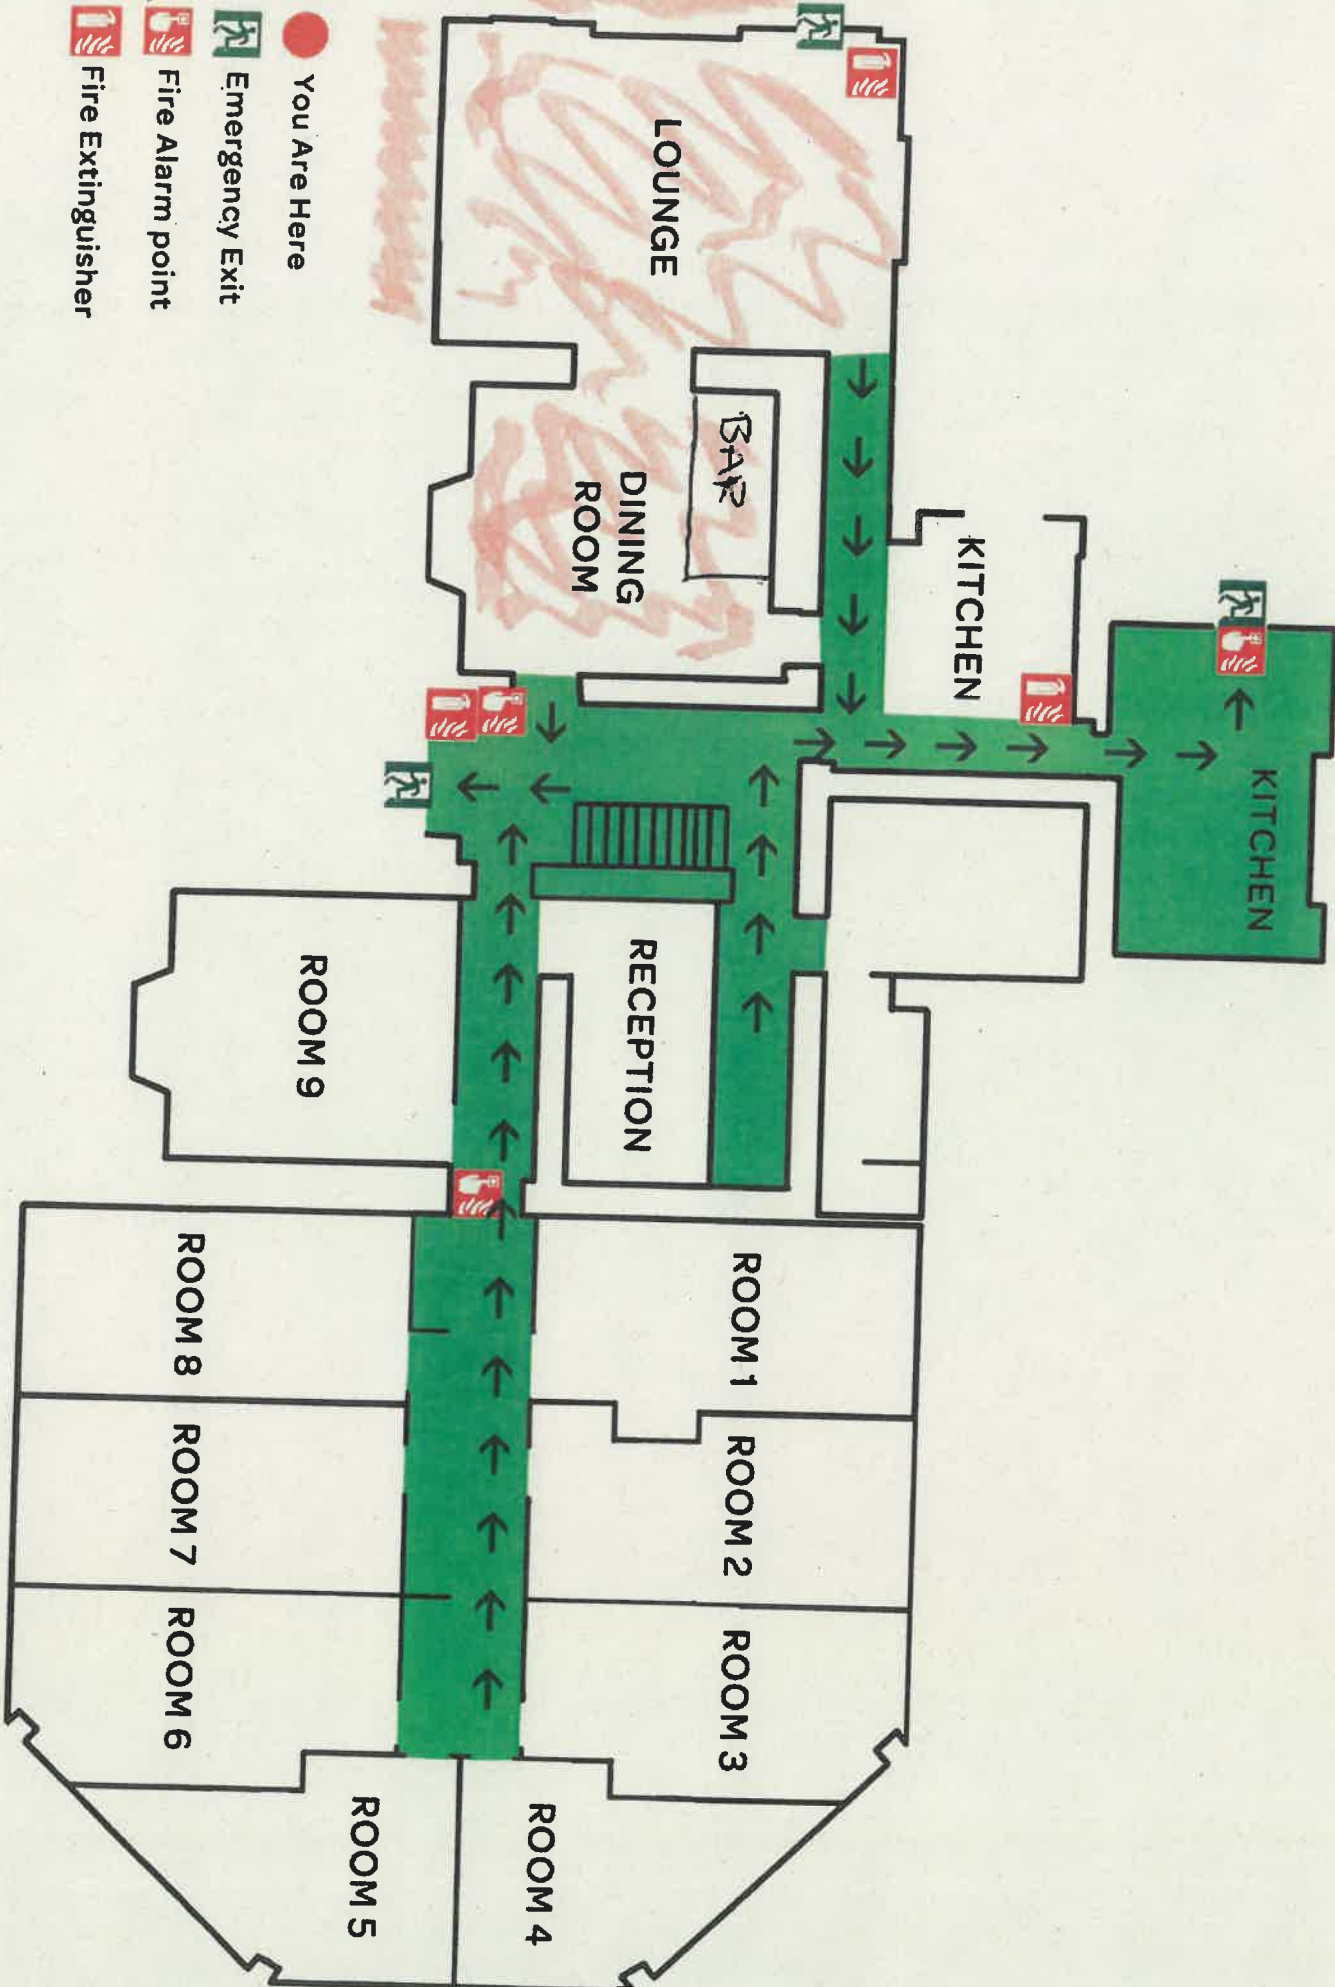 LOUNGE
BAR
DINING
ROOM
KITCHEN
KITCHEN
RECEPTION
ROOM 9
ROOM 1
ROOM 2
ROOM 3
ROOM 4
ROOM 5
ROOM 6
ROOM 7
ROOM 8
You Are Here
Emergency Exit
Fire Alarm point
Fire Extinguisher